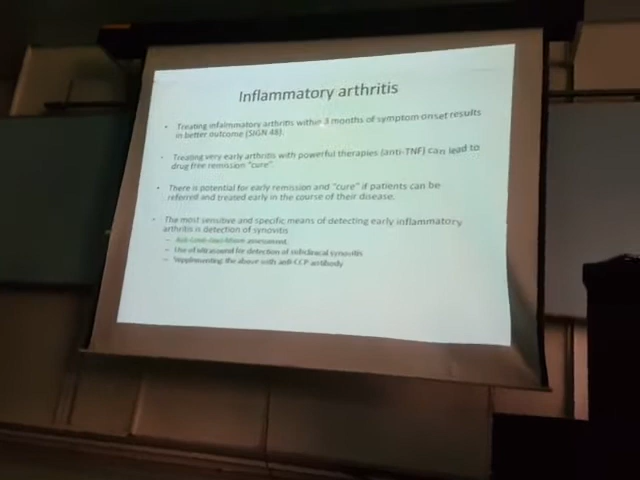 Inflammatory arthritis
• Treating infalmmatory arthritis within 3 months of symptom onset results
in better outcome (SIGN 48).
• Treating very early arthritis with powerful therapies (anti-TNF) can lead to
drug free remission "cure".
• There is potential for early remission and "cure" if patients can be
referred and treated early in the course of their disease.
• The most sensitive and specific means of detecting early inflammatory
arthritis is detection of synovitis
– assessment.
– Use of ultrasound for detection of subclinical synovitis
– Supplementing the above with anti-CCP antibody